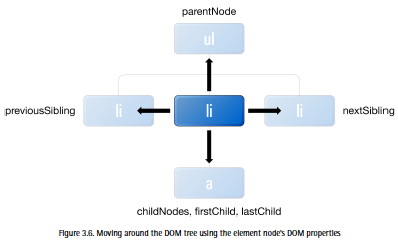 parentNode
ul
previousSibling
li
li
li
nextSibling
a
childNodes, firstChild, lastChild
Figure 3.6. Moving around the DOM tree using the element node's DOM properties